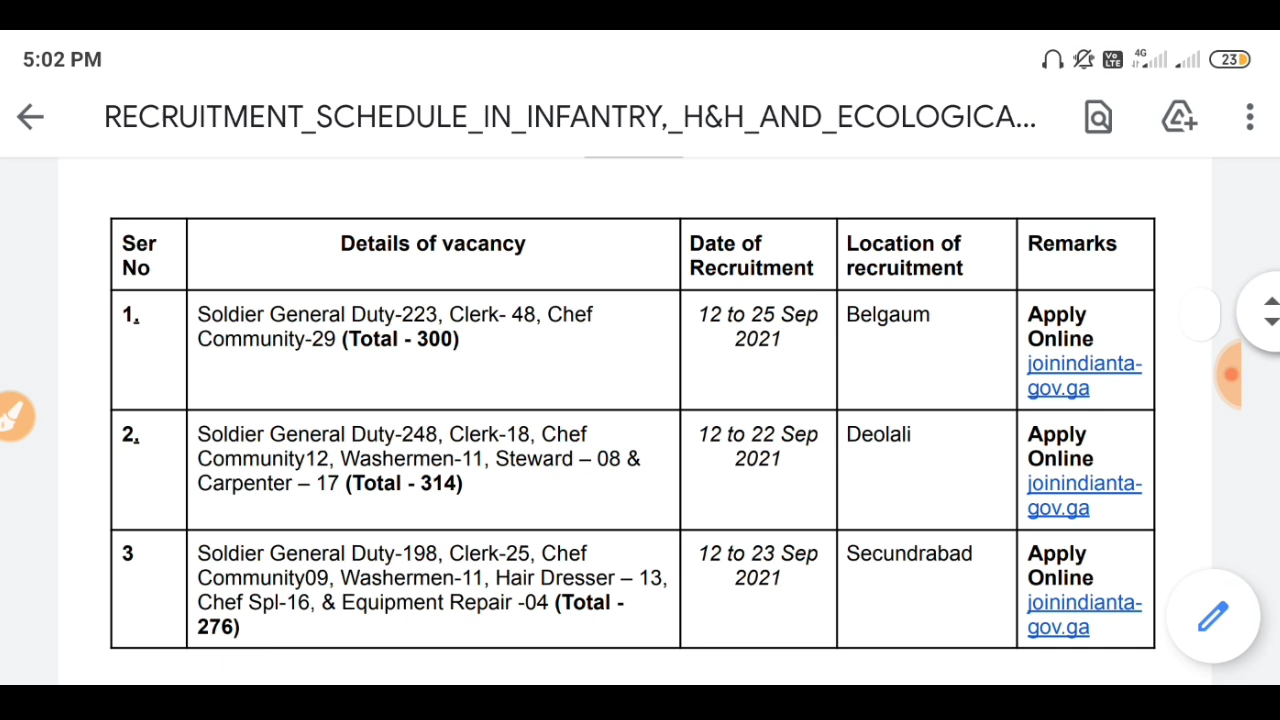 5:02 PM
Vo LTE
4G
23
RECRUITMENT_SCHEDULE_IN_INFANTRY,_H&H_AND_ECOLOGICA...
Ser No
Details of vacancy
Date of Recruitment
Location of recruitment
Remarks
1.
Soldier General Duty-223, Clerk- 48, Chef
Community-29 (Total - 300)
12 to 25 Sep
2021
Belgaum
Apply
Online
joinindianta-
gov.ga
2.
Soldier General Duty-248, Clerk-18, Chef
Community12, Washermen-11, Steward – 08 &
Carpenter – 17 (Total - 314)
12 to 22 Sep
2021
Deolali
Apply
Online
joinindianta-
gov.ga
3
Soldier General Duty-198, Clerk-25, Chef
Community09, Washermen-11, Hair Dresser – 13,
Chef Spl-16, & Equipment Repair -04 (Total -
276)
12 to 23 Sep
2021
Secundrabad
Apply
Online
joinindianta-
gov.ga